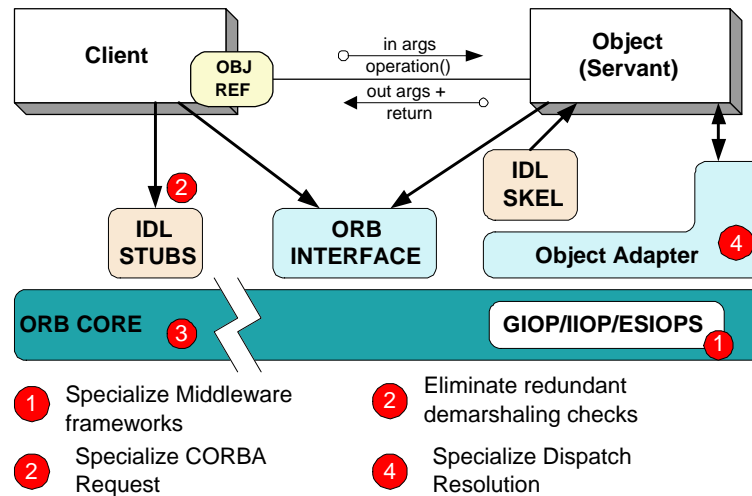 Client
OBJ
REF
in args
operation()
out args +
return
Object
(Servant)
2
IDL
STUBS
ORB
INTERFACE
IDL
SKEL
Object Adapter
4
ORB CORE
3
GIOP/IIOP/ESIOPS
1
1 Specialize Middleware
frameworks
2 Eliminate redundant
demarshaling checks
2 Specialize CORBA
Request
4 Specialize Dispatch
Resolution